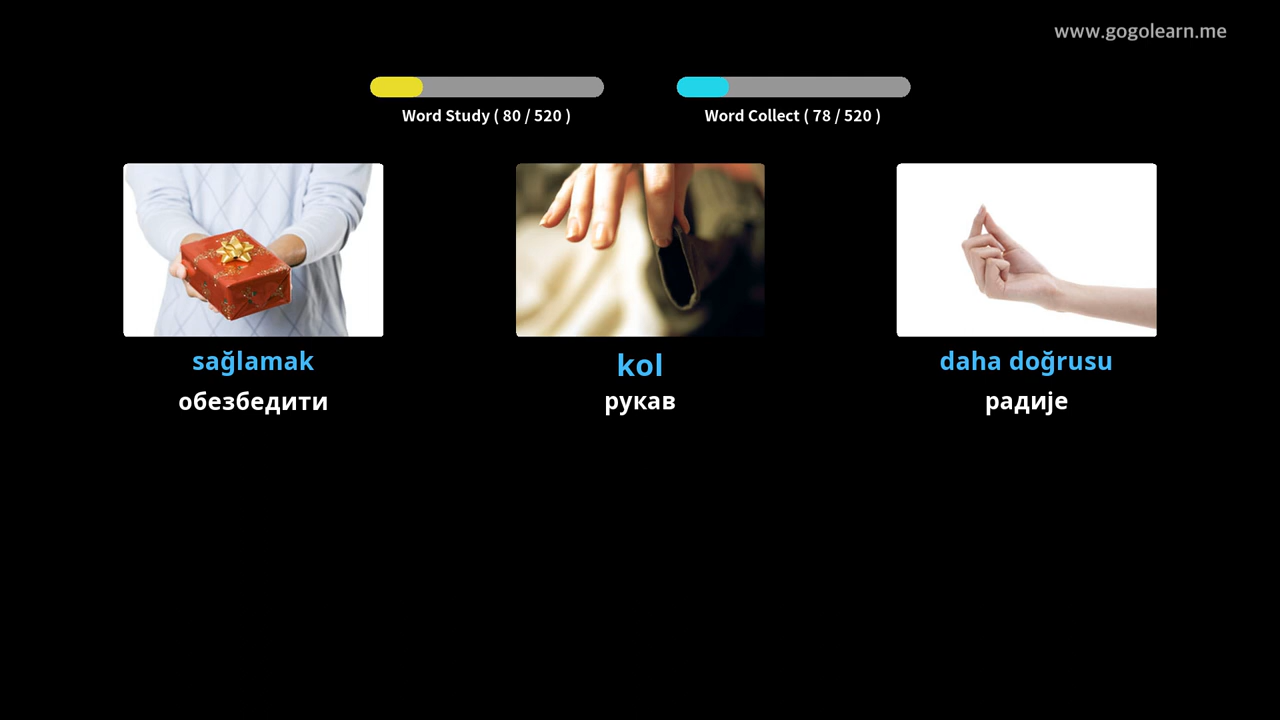 www.gogolearn.me
Word Study ( 80 / 520 )
Word Collect ( 78 / 520 )
sağlamak
обезбедити
kol
рукав
daha doğrusu
радије